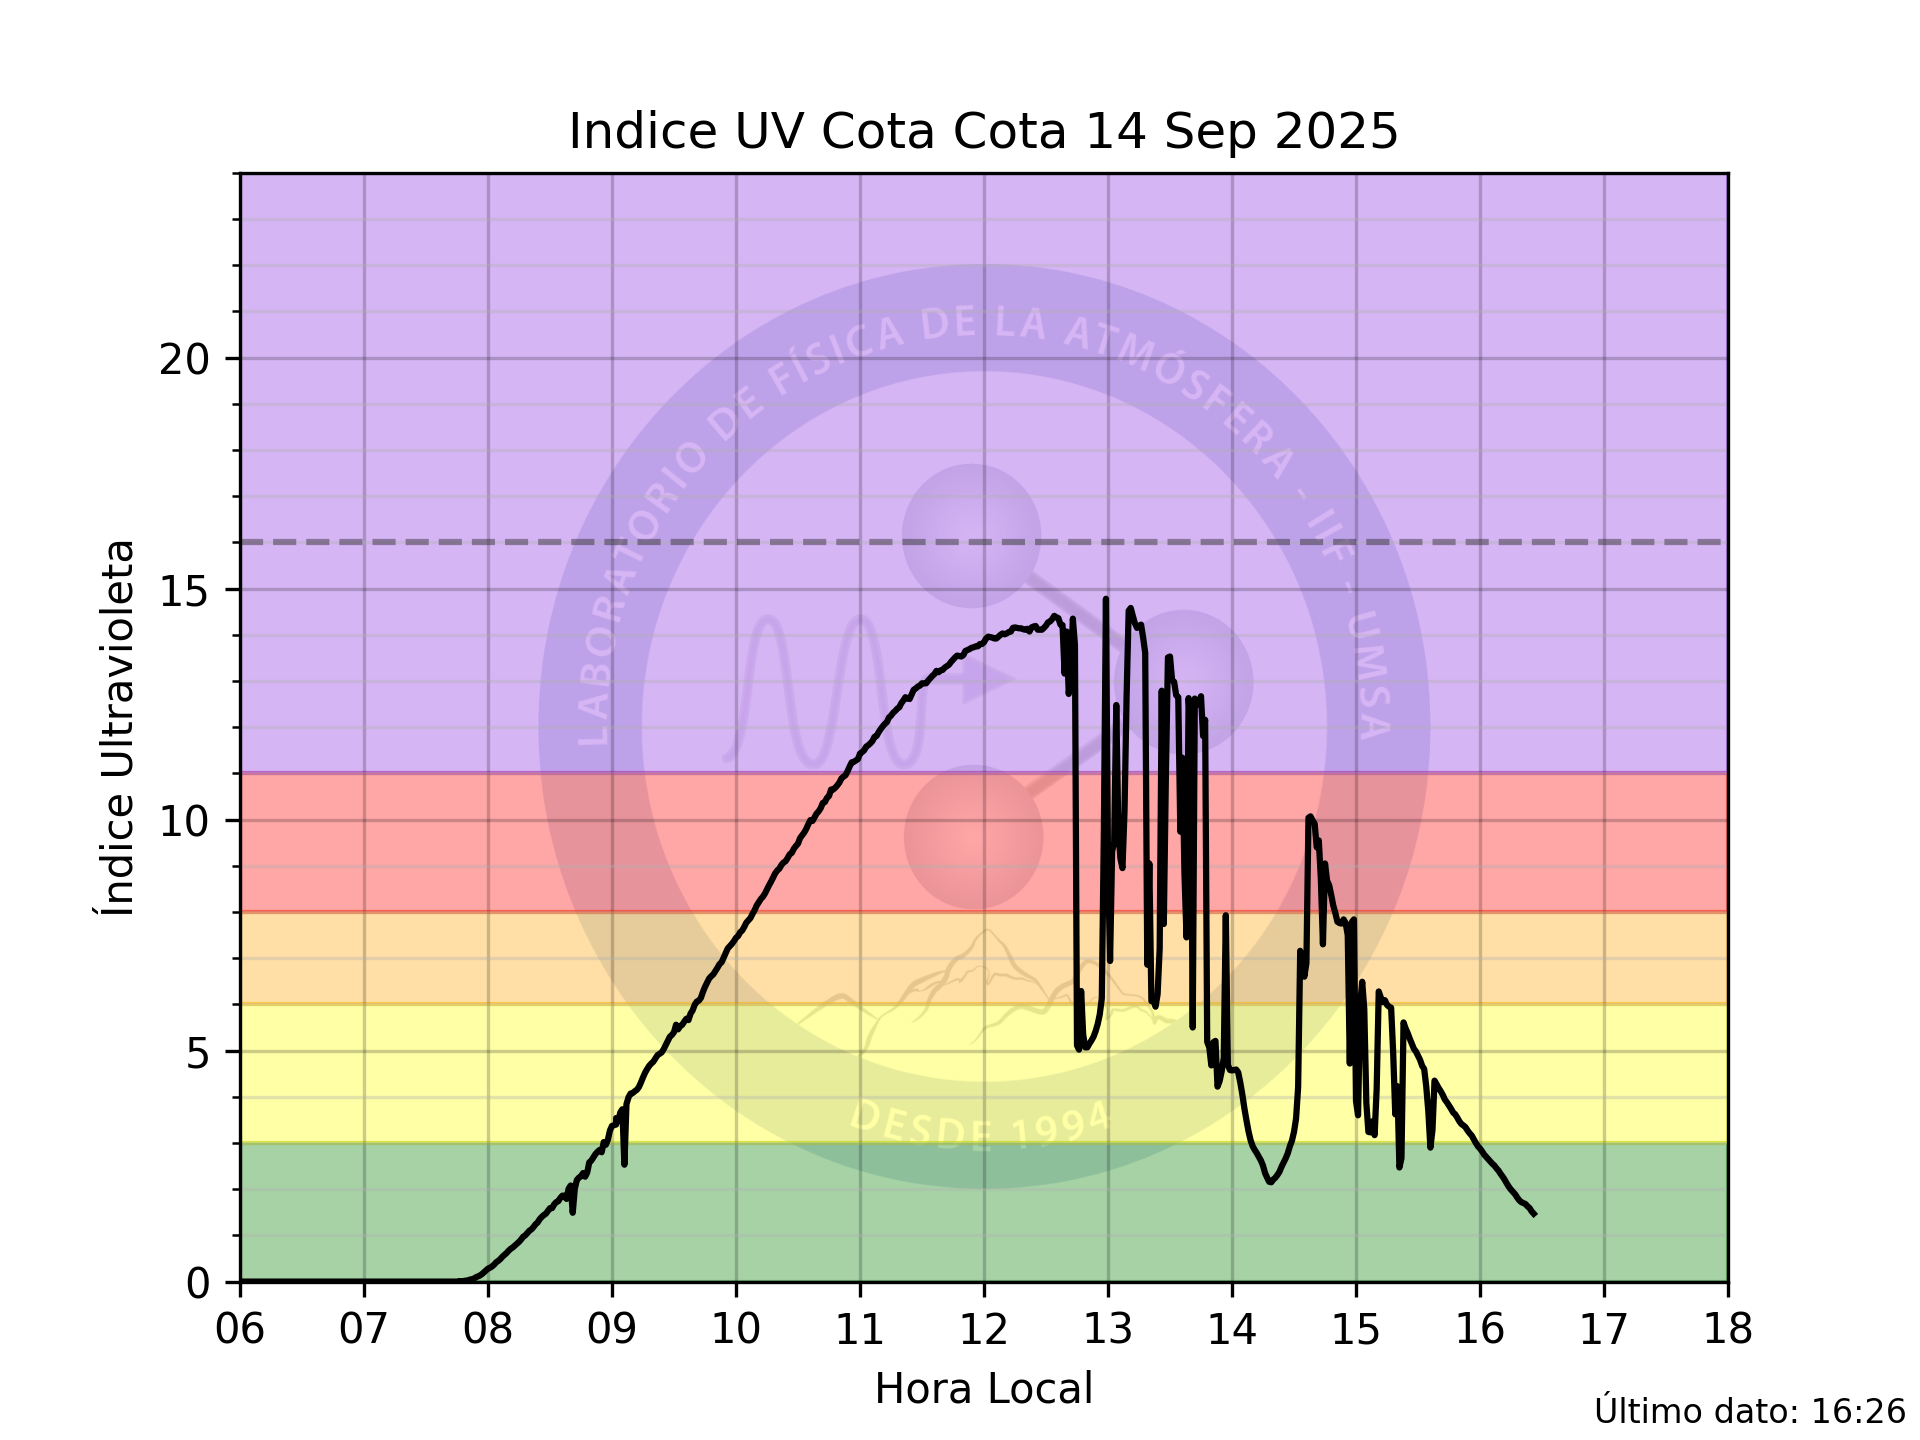 Indice UV Cota Cota 14 Sep 2025
LABORATORIO DE FÍSICA DE LA ATMÓSFERA - IIF - UMSA
DESDE 1994
Índice Ultravioleta
20
15
10
5
0
06 07 08 09 10 11 12 13 14 15 16 17 18
Hora Local
Último dato: 16:26